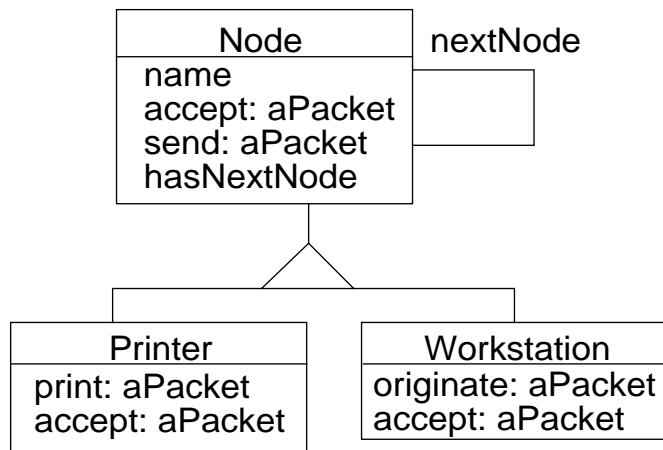 Node
nextNode
name
accept: aPacket
send: aPacket
hasNextNode
Printer
print: aPacket
accept: aPacket
Workstation
originate: aPacket
accept: aPacket